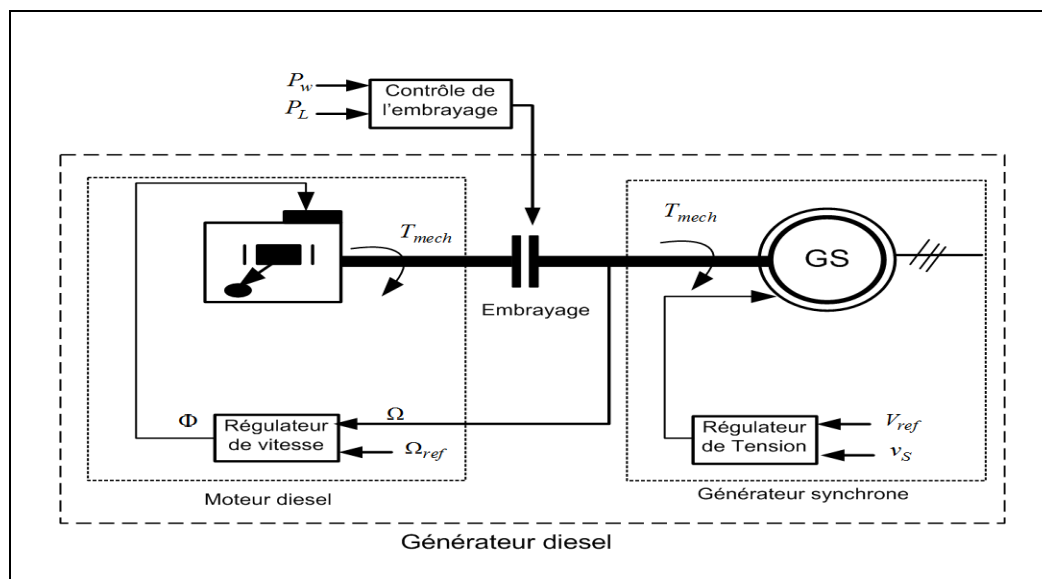 P_w
P_L
Contrôle de
l'embrayage
T_mech
T_mech
GS
Embrayage
Φ
Régulateur
de vitesse
Ω
Ω_ref
Régulateur
de Tension
V_ref
v_S
Moteur diesel
Générateur synchrone
Générateur diesel